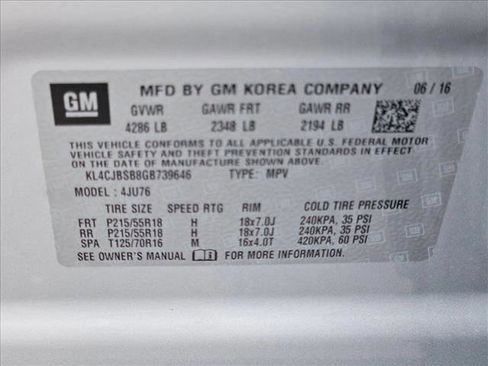 GM
MFD BY GM KOREA COMPANY 06/16
GVWR GAWR FRT GAWR RR
4286 LB 2348 LB 2194 LB
THIS VEHICLE CONFORMS TO ALL APPLICABLE U.S. FEDERAL MOTOR
VEHICLE SAFETY AND THEFT PREVENTION STANDARDS IN EFFECT
ON THE DATE OF MANUFACTURE SHOWN ABOVE.
KL4CJBSB8GB739646 TYPE: MPV
MODEL: 4JU76
TIRE SIZE SPEED RTG RIM COLD TIRE PRESSURE
FRT P215/55R18 H 18x7.0J 240KPA, 35 PSI
RR P215/55R18 H 18x7.0J 240KPA, 35 PSI
SPA T125/70R16 M 16x4.0T 420KPA, 60 PSI
SEE OWNER'S MANUAL FOR MORE INFORMATION